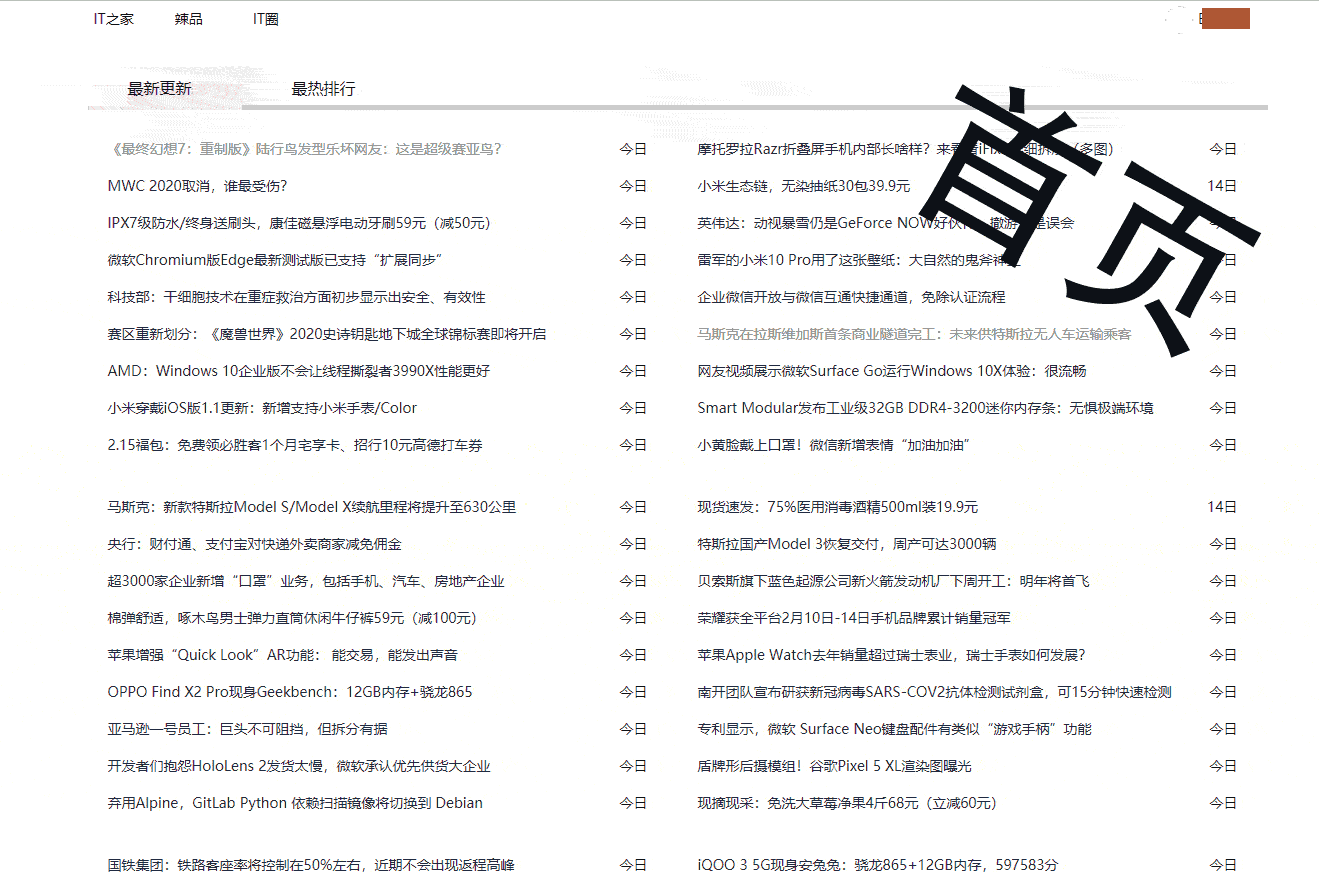 IT之家 辣品 IT圈
最新更新 最热排行
首页
《最终幻想7：重制版》陆行鸟发型乐坏网友：这是超级赛亚鸟？ 今日
MWC 2020取消，谁最受伤？ 今日
IPX7级防水/终身送刷头，康佳磁悬浮电动牙刷59元（减50元） 今日
微软Chromium版Edge最新测试版已支持“扩展同步” 今日
科技部：干细胞技术在重症救治方面初步显示出安全、有效性 今日
赛区重新划分：《魔兽世界》2020史诗钥匙地下城全球锦标赛即将开启 今日
AMD：Windows 10企业版不会让线程撕裂者3990X性能更好 今日
小米穿戴iOS版1.1更新：新增支持小米手表/Color 今日
2.15福包：免费领必胜客1个月宅享卡、招行10元高德打车券 今日
马斯克：新款特斯拉Model S/Model X续航里程将提升至630公里 今日
央行：财付通、支付宝对快递外卖商家减免佣金 今日
超3000家企业新增“口罩”业务，包括手机、汽车、房地产企业 今日
棉弹舒适，啄木鸟男士弹力直筒休闲牛仔裤59元（减100元） 今日
苹果增强“Quick Look”AR功能： 能交易，能发出声音 今日
OPPO Find X2 Pro现身Geekbench：12GB内存+骁龙865 今日
亚马逊一号员工：巨头不可阻挡，但拆分有据 今日
开发者们抱怨HoloLens 2发货太慢，微软承认优先供货大企业 今日
弃用Alpine，GitLab Python 依赖扫描镜像将切换到 Debian 今日
国铁集团：铁路客座率将控制在50%左右，近期不会出现返程高峰 今日
摩托罗拉Razr折叠屏手机内部长啥样？来看 iFix 细拆 （多图） 今日
小米生态链，无染抽纸30包39.9元 14日
英伟达：动视暴雪仍是GeForce NOW好伙 撤游 是误会
雷军的小米10 Pro用了这张壁纸：大自然的鬼斧神 日
企业微信开放与微信互通快捷通道，免除认证流程 今日
马斯克在拉斯维加斯首条商业隧道完工：未来供特斯拉无人车运输乘客 今日
网友视频展示微软Surface Go运行Windows 10X体验：很流畅 今日
Smart Modular发布工业级32GB DDR4-3200迷你内存条：无惧极端环境 今日
小黄脸戴上口罩！微信新增表情“加油加油” 今日
现货速发：75%医用消毒酒精500ml装19.9元 14日
特斯拉国产Model 3恢复交付，周产可达3000辆 今日
贝索斯旗下蓝色起源公司新火箭发动机厂下周开工：明年将首飞 今日
荣耀获全平台2月10日-14日手机品牌累计销量冠军 今日
苹果Apple Watch去年销量超过瑞士表业，瑞士手表如何发展？ 今日
南开团队宣布研获新冠病毒SARS-COV2抗体检测试剂盒，可15分钟快速检测 今日
专利显示，微软 Surface Neo键盘配件有类似“游戏手柄”功能 今日
盾牌形后摄模组！谷歌Pixel 5 XL渲染图曝光 今日
现摘现采：免洗大草莓净果4斤68元（立减60元） 今日
iQOO 3 5G现身安兔兔：骁龙865+12GB内存，597583分 今日